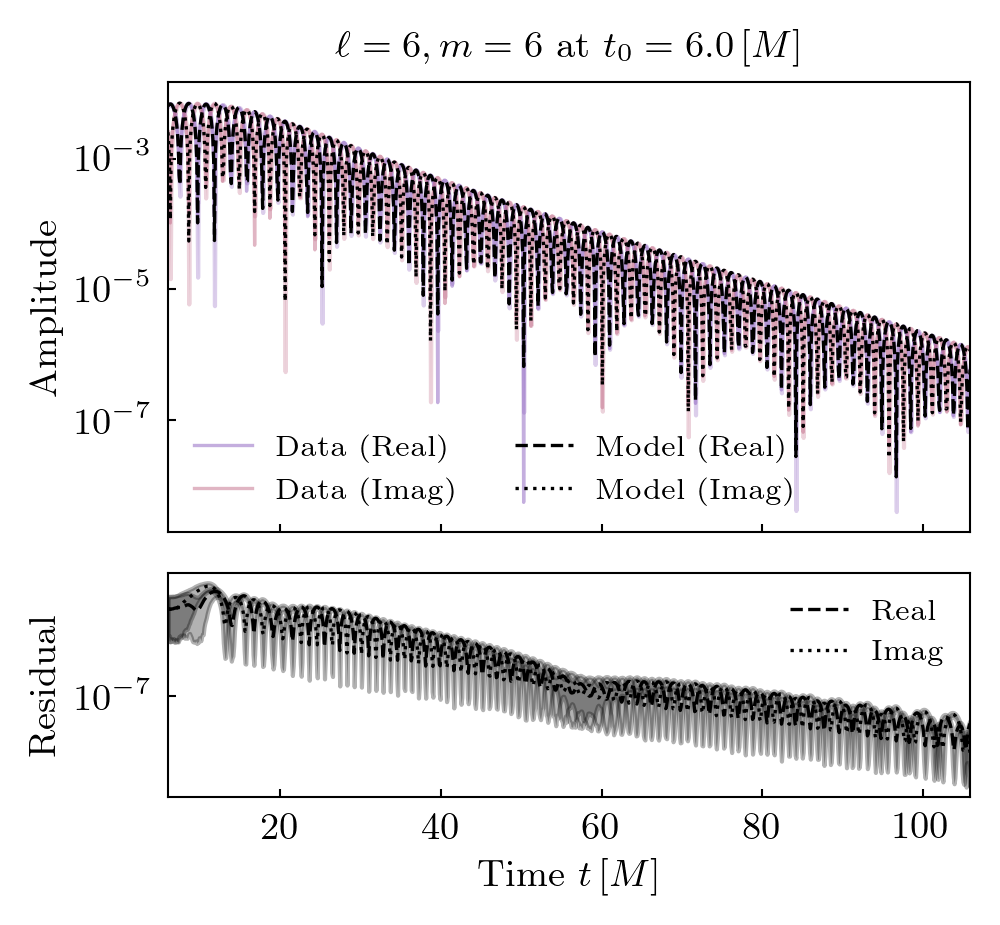 ℓ = 6, m = 6 at t₀ = 6.0 [M]
Amplitude
10⁻³
10⁻⁵
10⁻⁷
Data (Real)
Data (Imag)
Model (Real)
Model (Imag)
Residual
10⁻⁷
Real
Imag
20 40 60 80 100
Time t [M]